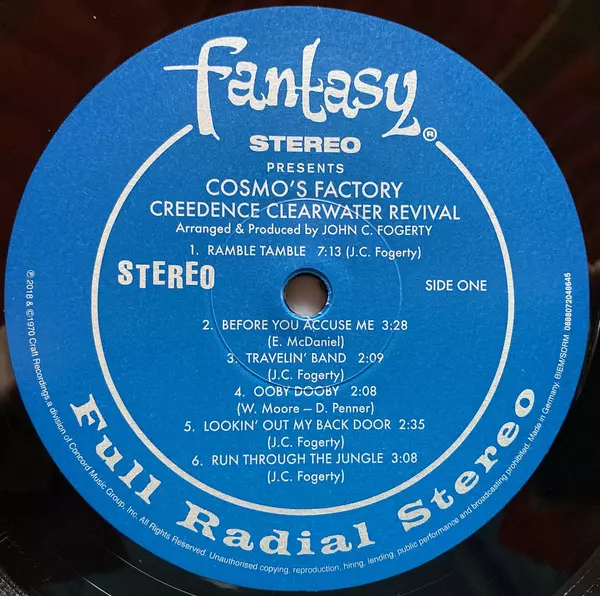 fantasy®
STEREO
PRESENTS
COSMO'S FACTORY
CREEDENCE CLEARWATER REVIVAL
Arranged & Produced by JOHN C. FOGERTY
1. RAMBLE TAMBLE 7:13 (J.C. Fogerty)
STEREO
SIDE ONE
2. BEFORE YOU ACCUSE ME 3:28
(E. McDaniel)
3. TRAVELIN' BAND 2:09
(J.C. Fogerty)
4. OOBY DOOBY 2:08
(W. Moore – D. Penner)
5. LOOKIN' OUT MY BACK DOOR 2:35
(J.C. Fogerty)
6. RUN THROUGH THE JUNGLE 3:08
(J.C. Fogerty)
Full Radial Stereo
℗ 2018 & ©1970 Craft Recordings, a division of Concord Music Group, Inc. All Rights Reserved. Unauthorised copying, reproduction, hiring, lending, public performance and broadcasting prohibited. Made in Germany. BIEM/SDRM. 0888072048645